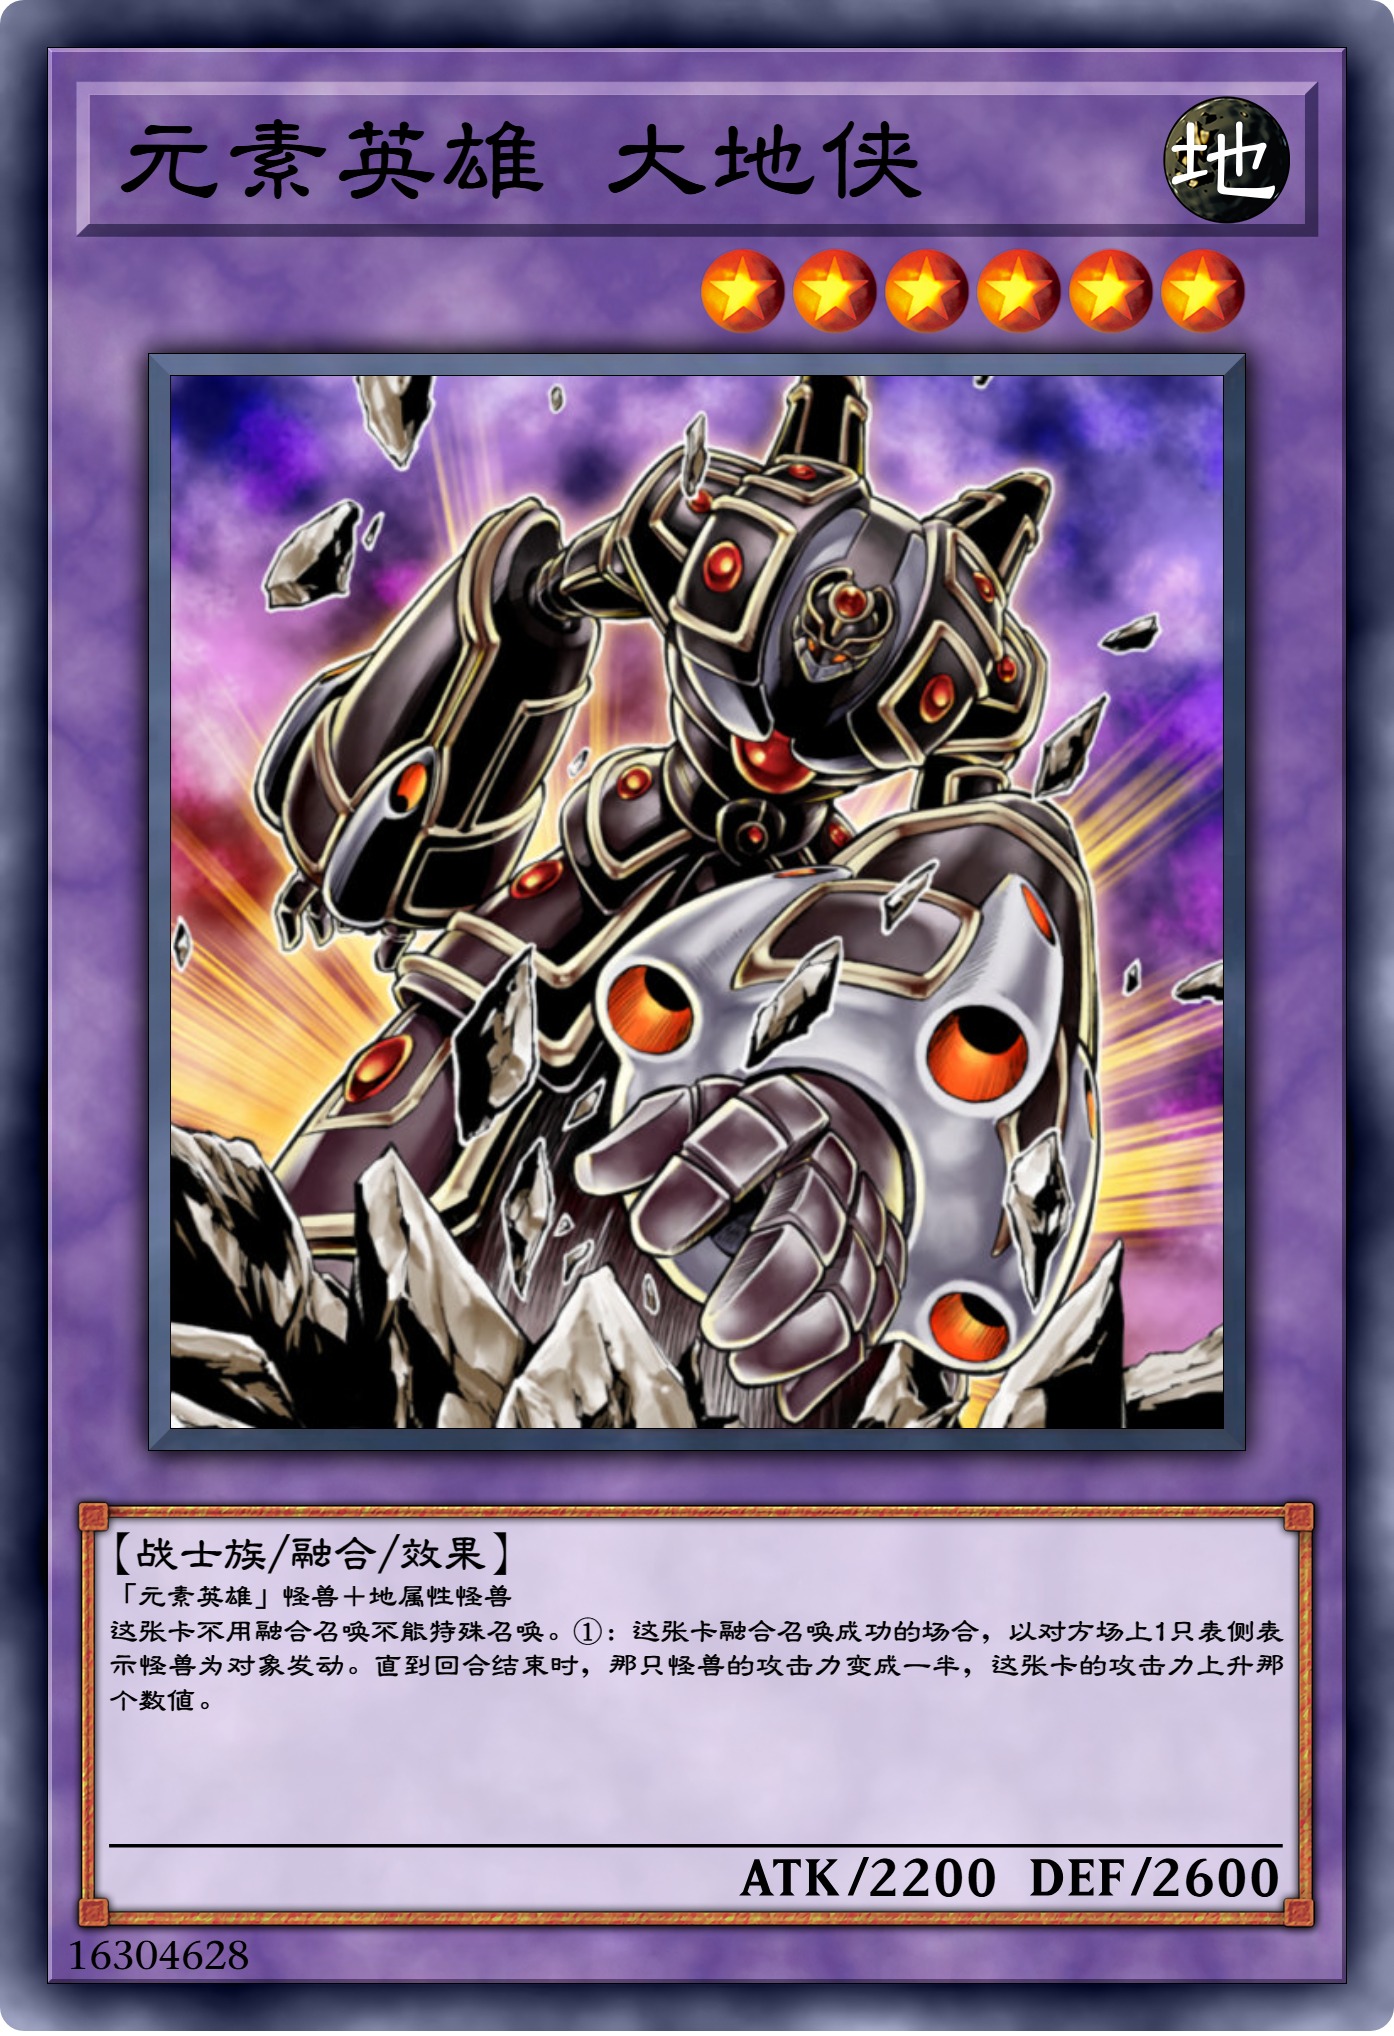 元素英雄 大地侠
地
【战士族/融合/效果】
「元素英雄」怪兽＋地属性怪兽
这张卡不用融合召唤不能特殊召唤。①：这张卡融合召唤成功的场合，以对方场上1只表侧表
示怪兽为对象发动。直到回合结束时，那只怪兽的攻击力变成一半，这张卡的攻击力上升那
个数值。
ATK/2200 DEF/2600
16304628